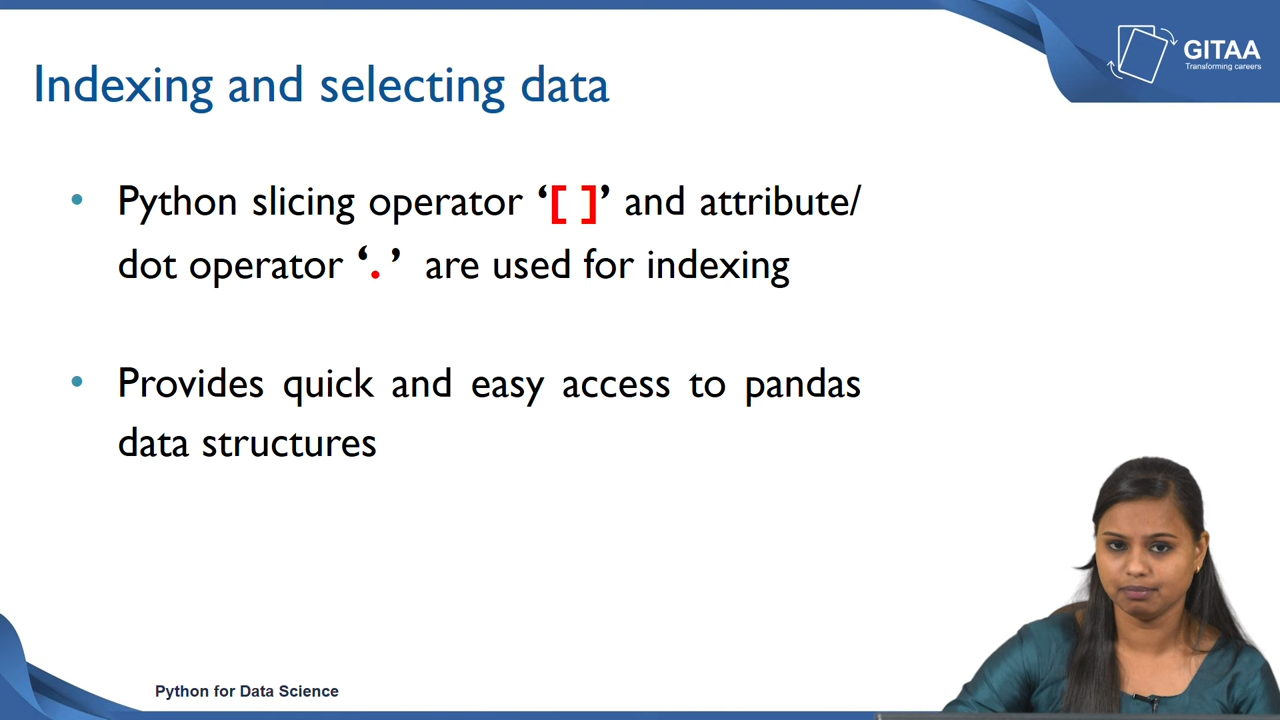 GITAA
Transforming careers
Indexing and selecting data
• Python slicing operator ‘[ ]’ and attribute/
dot operator ‘.’ are used for indexing
• Provides quick and easy access to pandas
data structures
Python for Data Science